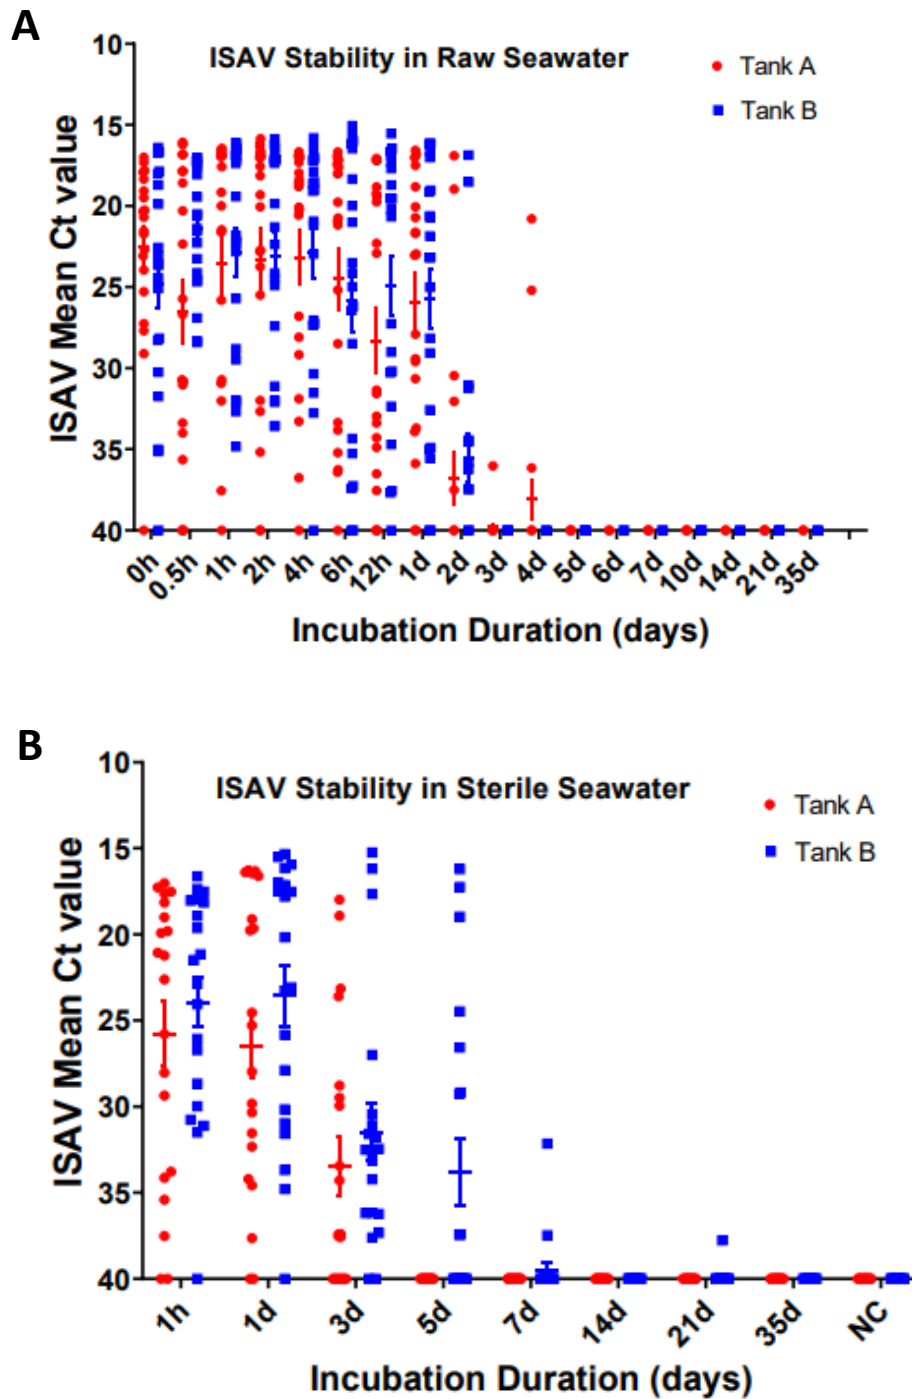 A
ISAV Stability in Raw Seawater
Tank A
Tank B
ISAV Mean Ct value
10
15
20
25
30
35
40
0h 0.5h 1h 2h 4h 6h 12h 1d 2d 3d 4d 5d 6d 7d 10d 14d 21d 35d
Incubation Duration (days)
B
ISAV Stability in Sterile Seawater
Tank A
Tank B
ISAV Mean Ct value
10
15
20
25
30
35
40
1h 1d 3d 5d 7d 14d 21d 35d NC
Incubation Duration (days)